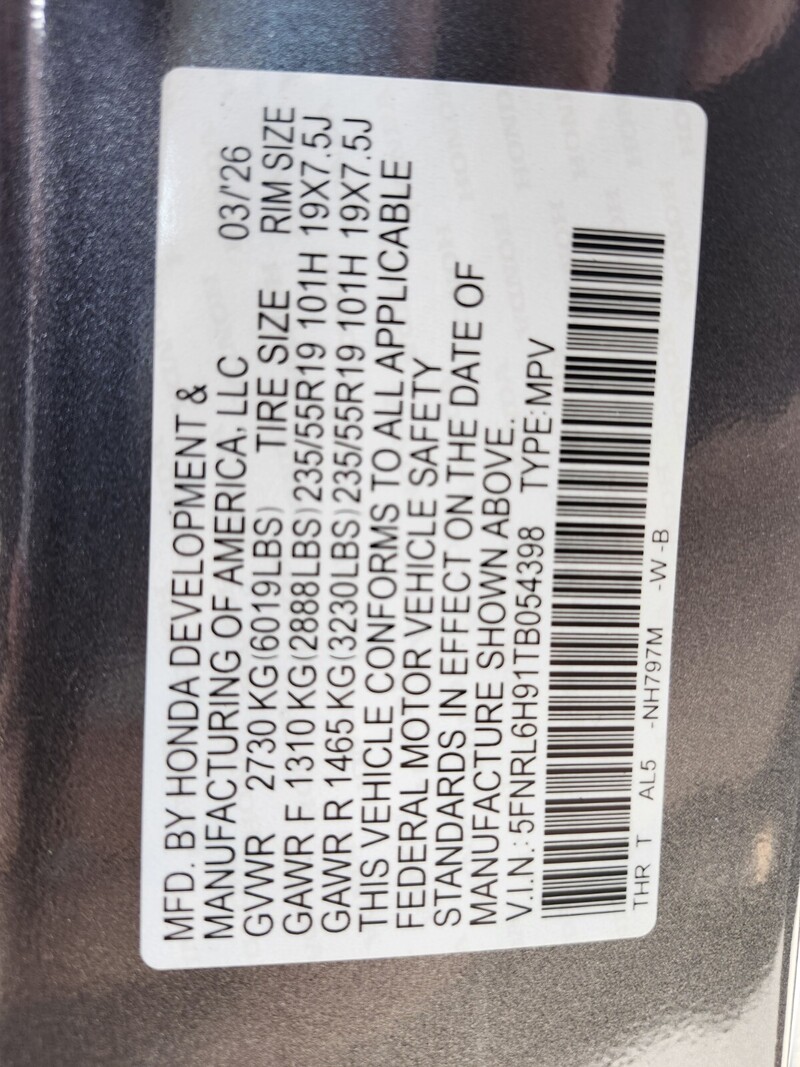 MFD. BY HONDA DEVELOPMENT &
MANUFACTURING OF AMERICA, LLC 03/'26
GVWR 2730 KG(6019LBS) TIRE SIZE RIM SIZE
GAWR F 1310 KG(2888LBS) 235/55R19 101H 19X7.5J
GAWR R 1465 KG(3230LBS) 235/55R19 101H 19X7.5J
THIS VEHICLE CONFORMS TO ALL APPLICABLE
FEDERAL MOTOR VEHICLE SAFETY
STANDARDS IN EFFECT ON THE DATE OF
MANUFACTURE SHOWN ABOVE.
V.I.N.: 5FNRL6H91TB054398 TYPE: MPV
THR T AL5 -NH797M -W -B